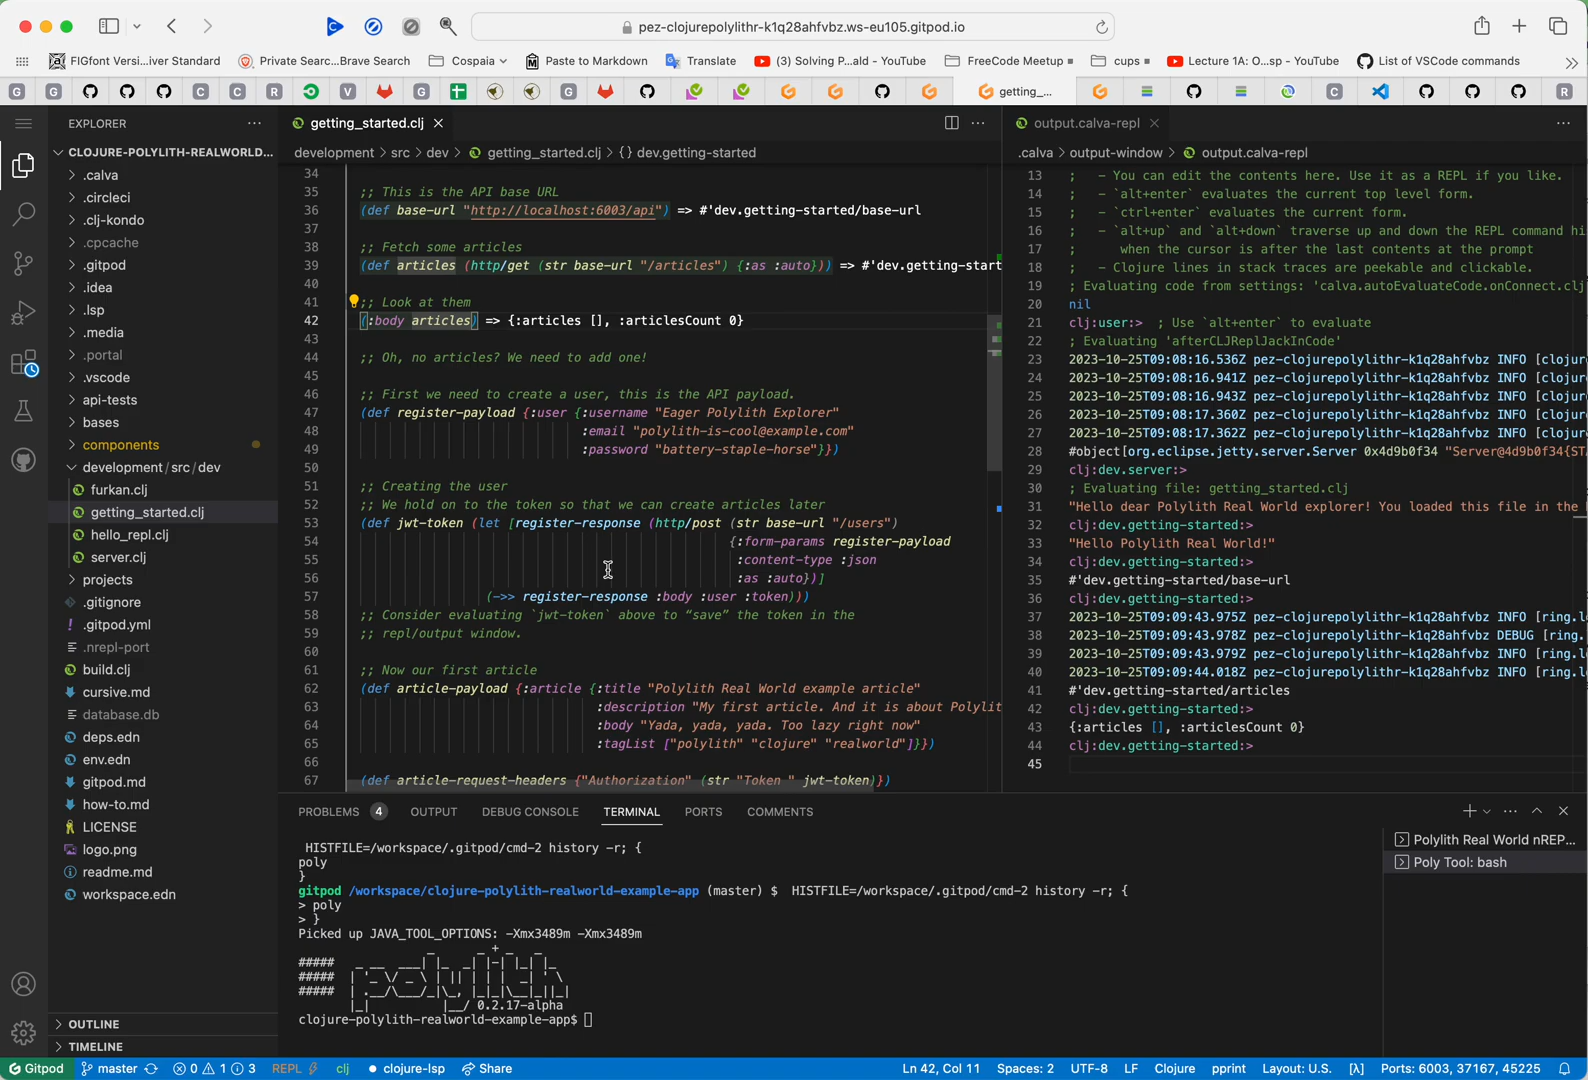 pez-clojurepolylithr-k1q28ahfvbz.ws-eu105.gitpod.io
FIGfont Versi...iver Standard
Private Searc...Brave Search
Cospaia
Paste to Markdown
Translate
(3) Solving P...ald - YouTube
FreeCode Meetup
cups
Lecture 1A: O...sp - YouTube
List of VSCode commands
getting_...
EXPLORER
CLOJURE-POLYLITH-REALWORLD...
.calva
.circleci
.clj-kondo
.cpcache
.gitpod
.idea
.lsp
.media
.portal
.vscode
api-tests
bases
components
development/src/dev
furkan.clj
getting_started.clj
hello_repl.clj
server.clj
projects
.gitignore
.gitpod.yml
.nrepl-port
build.clj
cursive.md
database.db
deps.edn
env.edn
gitpod.md
how-to.md
LICENSE
logo.png
readme.md
workspace.edn
OUTLINE
TIMELINE
getting_started.clj
development > src > dev > getting_started.clj > {} dev.getting-started
34
35 ;; This is the API base URL
36 (def base-url "http://localhost:6003/api") => #'dev.getting-started/base-url
37
38 ;; Fetch some articles
39 (def articles (http/get (str base-url "/articles") {:as :auto})) => #'dev.getting-start
40
41 ;; Look at them
42 (:body articles) => {:articles [], :articlesCount 0}
43
44 ;; Oh, no articles? We need to add one!
45
46 ;; First we need to create a user, this is the API payload.
47 (def register-payload {:user {:username "Eager Polylith Explorer"
48 :email "polylith-is-cool@example.com"
49 :password "battery-staple-horse"}})
50
51 ;; Creating the user
52 ;; We hold on to the token so that we can create articles later
53 (def jwt-token (let [register-response (http/post (str base-url "/users")
54 {:form-params register-payload
55 :content-type :json
56 :as :auto})]
57 (->> register-response :body :user :token)))
58 ;; Consider evaluating `jwt-token` above to “save” the token in the
59 ;; repl/output window.
60
61 ;; Now our first article
62 (def article-payload {:article {:title "Polylith Real World example article"
63 :description "My first article. And it is about Polylit
64 :body "Yada, yada, yada. Too lazy right now"
65 :tagList ["polylith" "clojure" "realworld"]}})
66
67 (def article-request-headers {"Authorization" (str "Token " jwt-token)})
output.calva-repl
.calva > output-window > output.calva-repl
13 ; - You can edit the contents here. Use it as a REPL if you like.
14 ; - `alt+enter` evaluates the current top level form.
15 ; - `ctrl+enter` evaluates the current form.
16 ; - `alt+up` and `alt+down` traverse up and down the REPL command hi
17 ; when the cursor is after the last contents at the prompt
18 ; - Clojure lines in stack traces are peekable and clickable.
19 ; Evaluating code from settings: 'calva.autoEvaluateCode.onConnect.clj
20 nil
21 clj:user:> ; Use `alt+enter` to evaluate
22 ; Evaluating 'afterCLJReplJackInCode'
23 2023-10-25T09:08:16.536Z pez-clojurepolylithr-k1q28ahfvbz INFO [clojur
24 2023-10-25T09:08:16.941Z pez-clojurepolylithr-k1q28ahfvbz INFO [clojur
25 2023-10-25T09:08:16.943Z pez-clojurepolylithr-k1q28ahfvbz INFO [clojur
26 2023-10-25T09:08:17.360Z pez-clojurepolylithr-k1q28ahfvbz INFO [clojur
27 2023-10-25T09:08:17.362Z pez-clojurepolylithr-k1q28ahfvbz INFO [clojur
28 #object[org.eclipse.jetty.server.Server 0x4d9b0f34 "Server@4d9b0f34{STA
29 clj:dev.server:>
30 ; Evaluating file: getting_started.clj
31 "Hello dear Polylith Real World explorer! You loaded this file in the
32 clj:dev.getting-started:>
33 "Hello Polylith Real World!"
34 clj:dev.getting-started:>
35 #'dev.getting-started/base-url
36 clj:dev.getting-started:>
37 2023-10-25T09:09:43.975Z pez-clojurepolylithr-k1q28ahfvbz INFO [ring.l
38 2023-10-25T09:09:43.978Z pez-clojurepolylithr-k1q28ahfvbz DEBUG [ring.
39 2023-10-25T09:09:43.979Z pez-clojurepolylithr-k1q28ahfvbz INFO [ring.l
40 2023-10-25T09:09:44.018Z pez-clojurepolylithr-k1q28ahfvbz INFO [ring.l
41 #'dev.getting-started/articles
42 clj:dev.getting-started:>
43 {:articles [], :articlesCount 0}
44 clj:dev.getting-started:>
45
PROBLEMS 4 OUTPUT DEBUG CONSOLE TERMINAL PORTS COMMENTS
HISTFILE=/workspace/.gitpod/cmd-2 history -r; {
poly
}
gitpod /workspace/clojure-polylith-realworld-example-app (master) $ HISTFILE=/workspace/.gitpod/cmd-2 history -r; {
> poly
> }
Picked up JAVA_TOOL_OPTIONS: -Xmx3489m -Xmx3489m
polylith
0.2.17-alpha
clojure-polylith-realworld-example-app$
Polylith Real World nREP...
Poly Tool: bash
Gitpod master 0 1 3 REPL clj clojure-lsp Share Ln 42, Col 11 Spaces: 2 UTF-8 LF Clojure pprint Layout: U.S. [λ] Ports: 6003, 37167, 45225